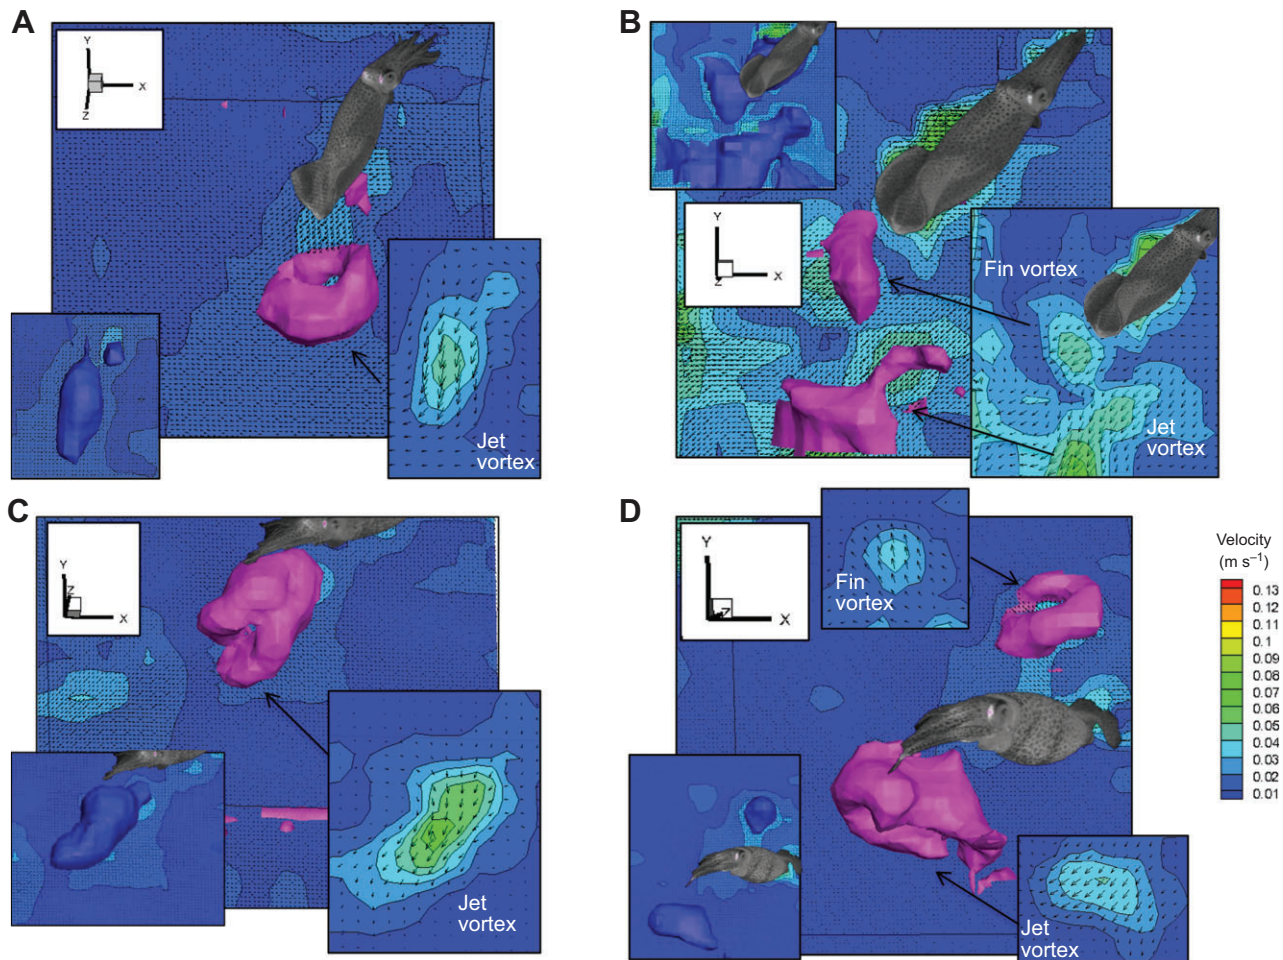 A
Y
X
Z
Jet
vortex
B
Z
X
Fin vortex
Jet
vortex
C
Y
Z
X
Jet
vortex
D
Y
Z
X
Fin
vortex
Jet
vortex
Velocity
(m s–1)
0.13
0.12
0.11
0.1
0.09
0.08
0.07
0.06
0.05
0.04
0.03
0.02
0.01